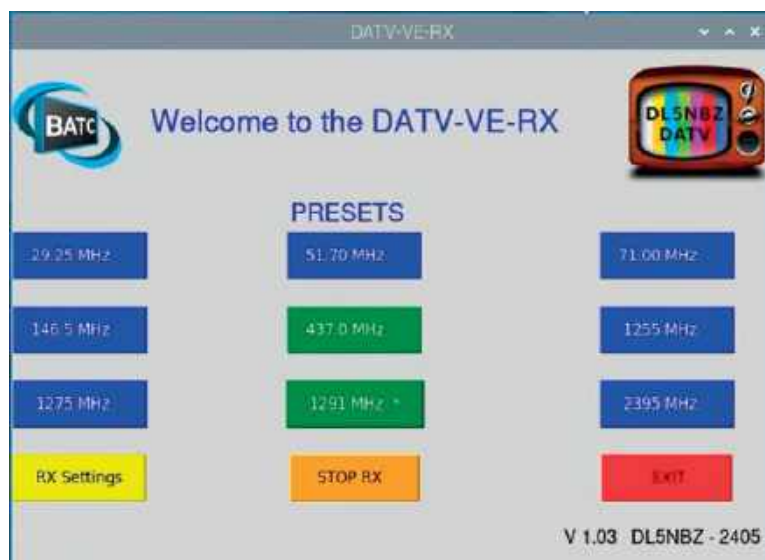 DATV-VE-RX
BATC
Welcome to the DATV-VE-RX
DL5NBZ
DATV
PRESETS
29.25 MHz
51.70 MHz
71.00 MHz
146.5 MHz
437.0 MHz
1255 MHz
1275 MHz
1291 MHz *
2395 MHz
RX Settings
STOP RX
EXIT
V 1.03 DL5NBZ - 2405